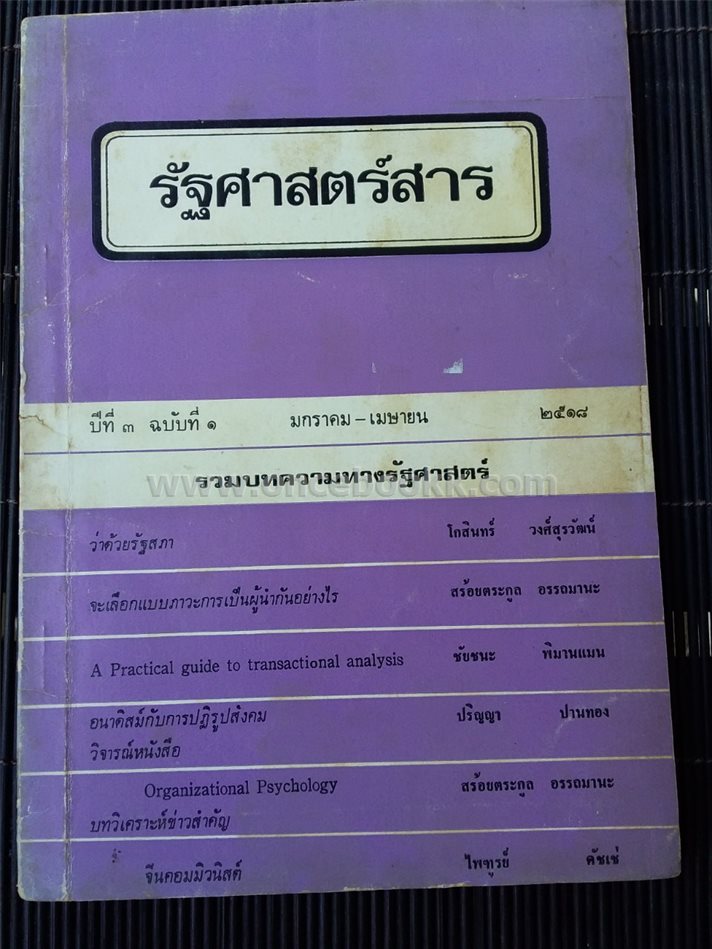 รัฐศาสตร์สาร
ปีที่ ๓ ฉบับที่ ๑ มกราคม – เมษายน ๒๕๑๘
รวมบทความทางรัฐศาสตร์
www.oncebookk.com
ว่าด้วยรัฐสภา โกสินทร์ วงศ์สุรวัฒน์
จะเลือกแบบภาวะการเป็นผู้นำกันอย่างไร สร้อยตระกูล อรรถมานะ
A Practical guide to transactional analysis ชัยชนะ พิมานแมน
อนาคิสม์กับการปฏิรูปสังคม ปริญญา ปานทอง
วิจารณ์หนังสือ
Organizational Psychology สร้อยตระกูล อรรถมานะ
บทวิเคราะห์ข่าวสำคัญ
จีนคอมมิวนิสต์ ไพฑูรย์ คัชเช่